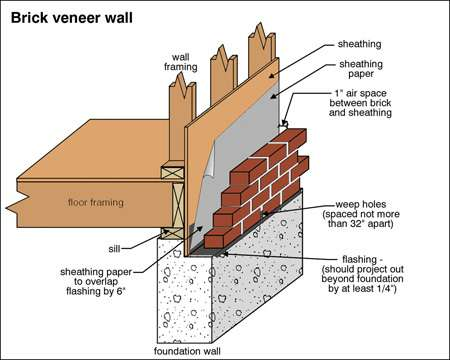 Brick veneer wall
wall
framing
sheathing
sheathing
paper
1" air space
between brick
and sheathing
floor framing
weep holes
(spaced not more
than 32" apart)
sill
sheathing paper
to overlap
flashing by 6"
flashing -
(should project out
beyond foundation
by at least 1/4")
foundation wall